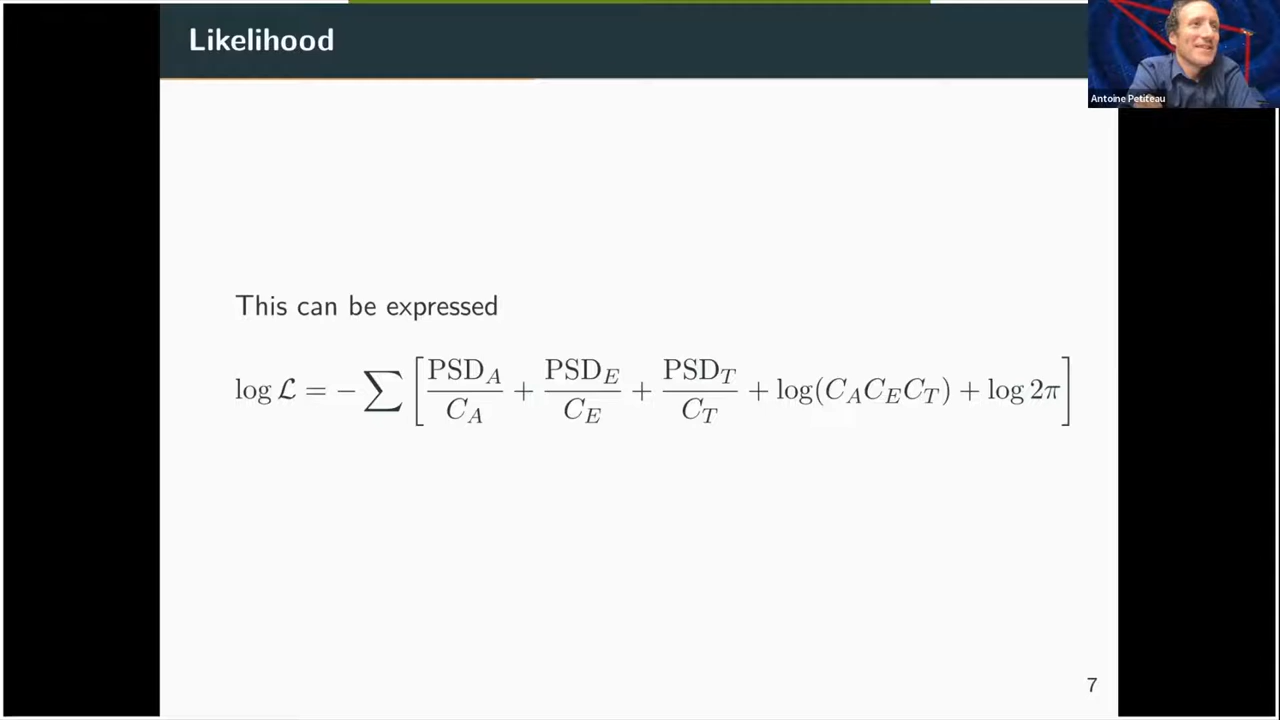 Likelihood
Antoine Petiteau
This can be expressed
log ℒ = − ∑ [ PSD_A / C_A + PSD_E / C_E + PSD_T / C_T + log(C_A C_E C_T) + log 2π ]
7